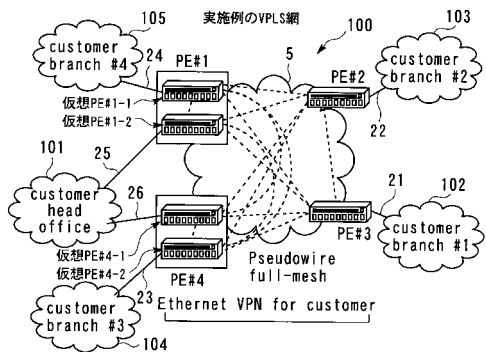 実施例のVPLS網
105
customer
branch #4
24
PE#1
仮想PE#1-1
仮想PE#1-2
5
100
PE#2
103
customer
branch #2
22
101
25
customer
head
office
26
仮想PE#4-1
仮想PE#4-2
PE#4
23
customer
branch #3
104
21
102
PE#3
customer
branch #1
Pseudowire
full-mesh
Ethernet VPN for customer